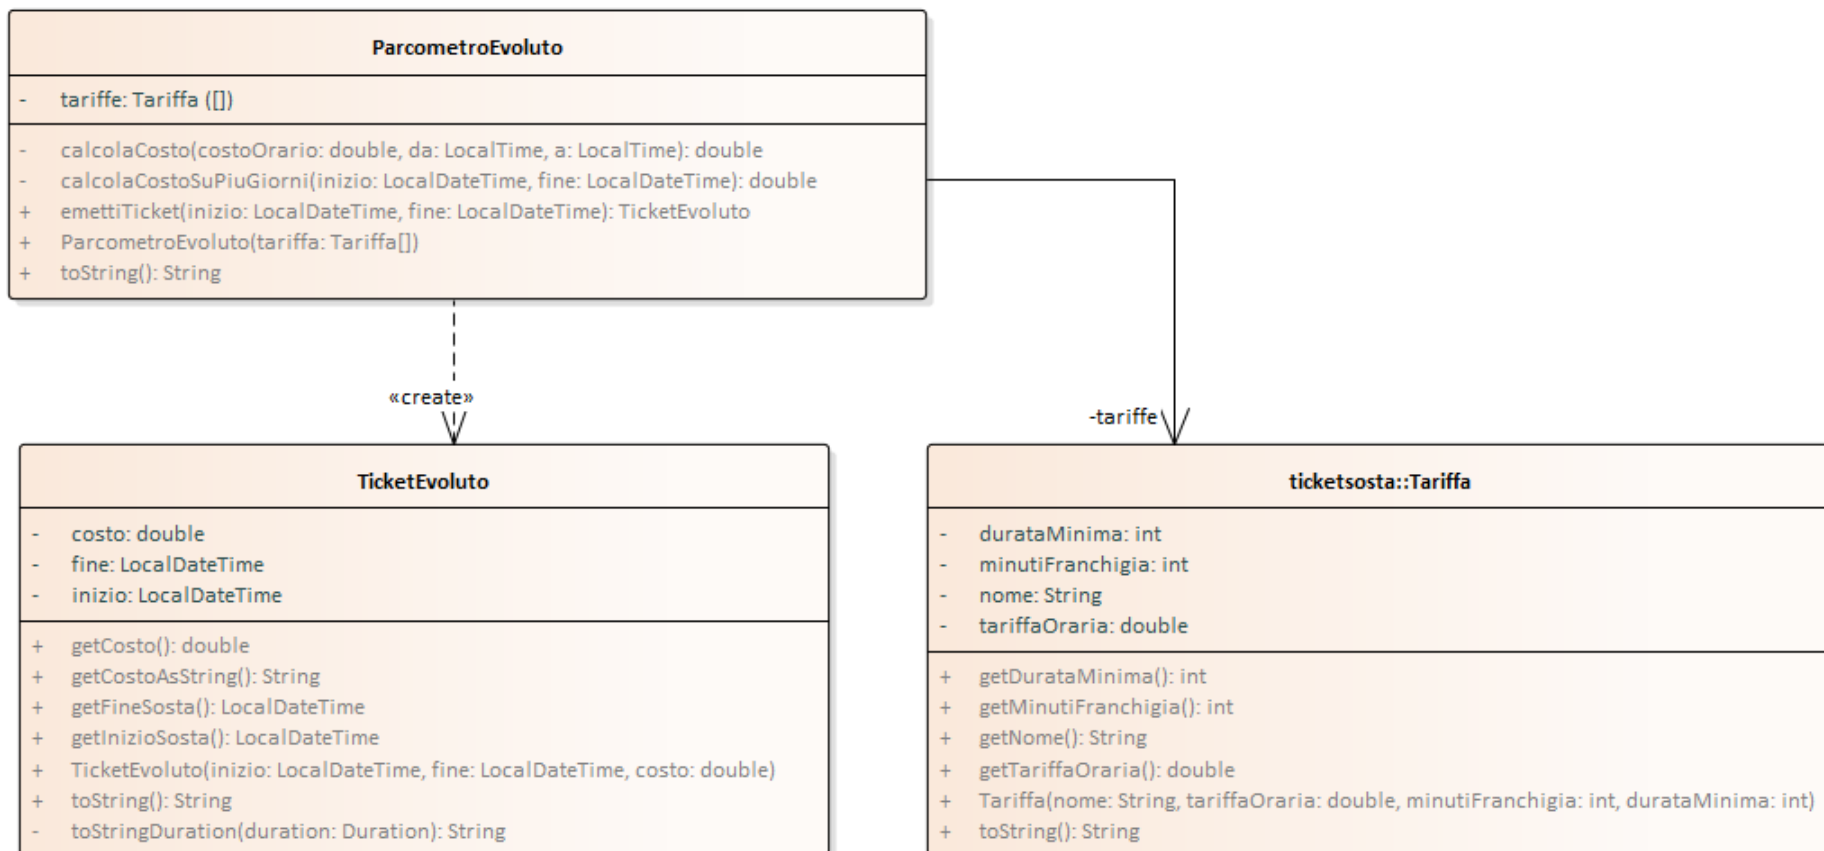 ParcometroEvoluto
- tariffe: Tariffa ([])
- calcolaCosto(costoOrario: double, da: LocalTime, a: LocalTime): double
- calcolaCostoSuPiuGiorni(inizio: LocalDateTime, fine: LocalDateTime): double
+ emettiTicket(inizio: LocalDateTime, fine: LocalDateTime): TicketEvoluto
+ ParcometroEvoluto(tariffa: Tariffa[])
+ toString(): String
«create»
-tariffe
TicketEvoluto
- costo: double
- fine: LocalDateTime
- inizio: LocalDateTime
+ getCosto(): double
+ getCostoAsString(): String
+ getFineSosta(): LocalDateTime
+ getInizioSosta(): LocalDateTime
+ TicketEvoluto(inizio: LocalDateTime, fine: LocalDateTime, costo: double)
+ toString(): String
- toStringDuration(duration: Duration): String
ticketsosta::Tariffa
- durataMinima: int
- minutiFranchigia: int
- nome: String
- tariffaOraria: double
+ getDurataMinima(): int
+ getMinutiFranchigia(): int
+ getNome(): String
+ getTariffaOraria(): double
+ Tariffa(nome: String, tariffaOraria: double, minutiFranchigia: int, durataMinima: int)
+ toString(): String